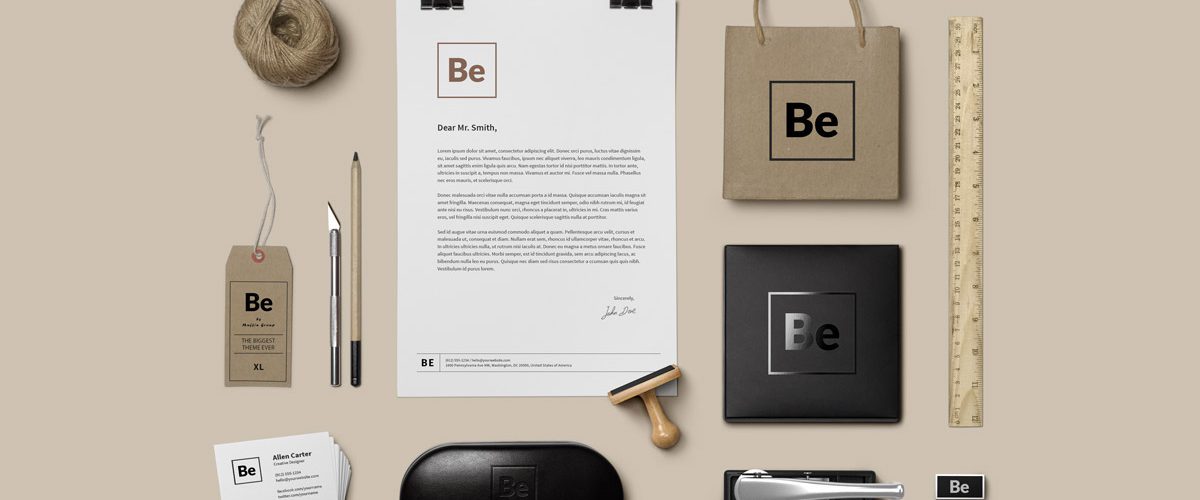 Be
Dear Mr. Smith,
Lorem ipsum dolor sit amet, consectetur adipiscing elit. Donec orci purus, luctus vitae dignissim
eu, iaculis sed purus. Vivamus faucibus, ipsum nec aliquet viverra, leo mauris condimentum ligula,
sit amet sagittis enim ligula quis arcu. Nam egestas tortor id nisi porttitor mattis. In tortor ante,
ultricies in suscipit a, tempus non massa. Vivamus et auctor mi. Fusce vel massa nulla. Phasellus
nec eros mauris, et scelerisque orci.
Donec malesuada orci vitae nulla accumsan porta a id massa. Quisque accumsan iaculis magna sit
amet fringilla. Maecenas consequat, magna eget tincidunt semper, odio nibh rutrum mi, id feugiat
ante nisi eu risus. Vestibulum nunc orci, rhoncus a placerat in, ultricies in mi. Cras mattis varius
eros, vel fringilla nisi suscipit eget. Quisque scelerisque sagittis nulla at porttitor.
Sed id augue vitae urna euismod commodo aliquet a quam. Pellentesque arcu velit, cursus et
malesuada ut, consequat et diam. Nullam erat sem, rhoncus id ullamcorper vitae, rhoncus et arcu.
In ultricies ultricies nulla, ut rutrum nisi iaculis ut. Donec eu magna a metus ornare faucibus. Fusce
aliquet faucibus ultricies. Morbi semper, est id tincidunt gravida, sem arcu adipiscing lacus, ac
bibendum nulla leo eu purus. Quisque nec diam sed risus consectetur a ccumsan quis quis nibh.
Vestibulum id purus lorem.
Sincerely,
John Doe
BE
(912) 555-1234 / hello@yourwebsite.com
1600 Pennsylvania Ave NW, Washington, DC 20500, United States of America
Be
Be
by
Muffin Group
THE BIGGEST
THEME EVER
XL
Be
Be
Allen Carter
Creative Designer
(912) 555-1234
hello@yourwebsite.com
facebook.com/yourname
twitter.com/yourname
Be
Be